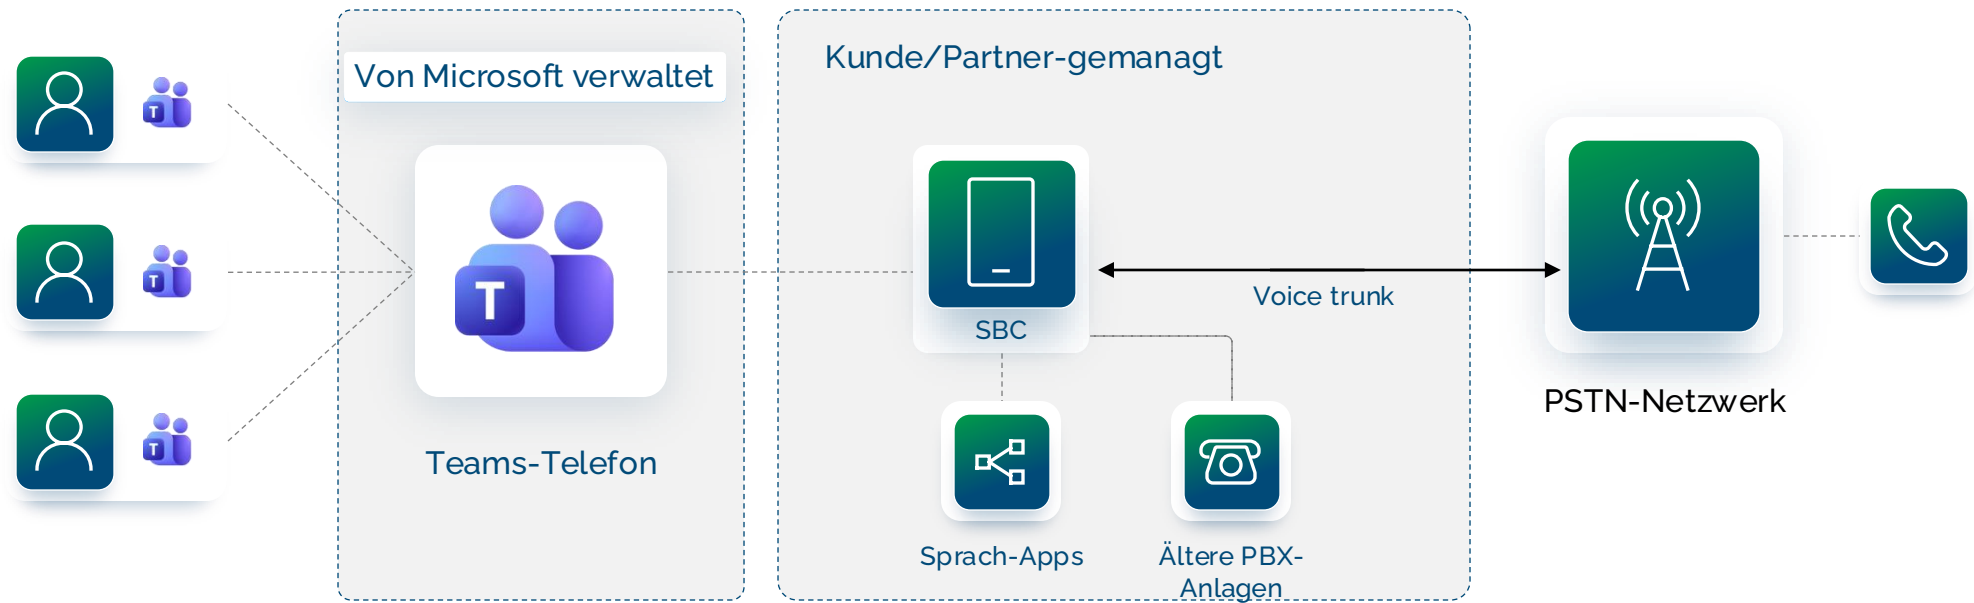 Von Microsoft verwaltet
Kunde/Partner-gemanagt
T
T
T
T
SBC
Voice trunk
PSTN-Netzwerk
Teams-Telefon
Sprach-Apps
Ältere PBX-
Anlagen